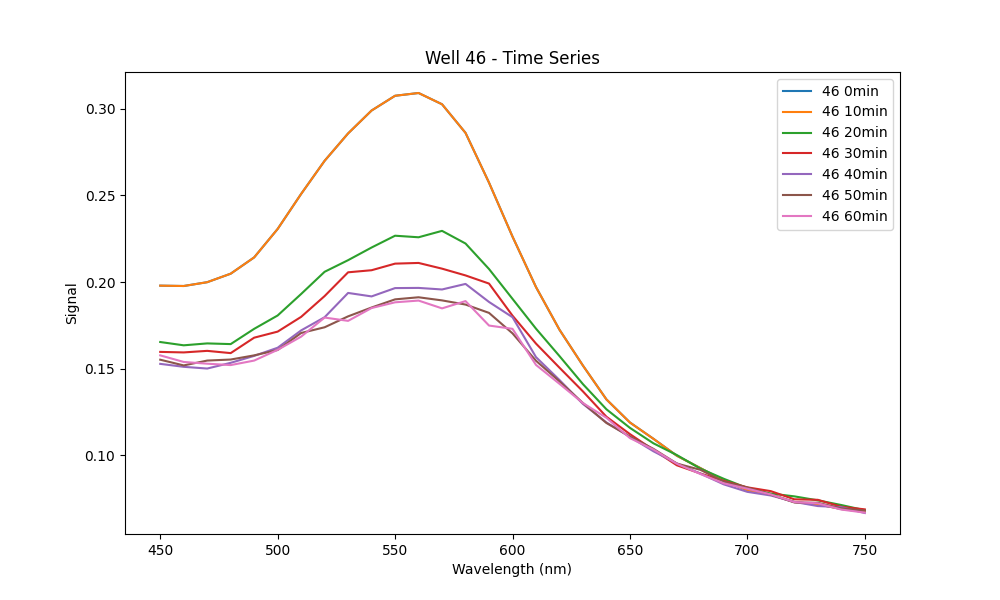 Well 46 - Time Series
Signal
0.30
0.25
0.20
0.15
0.10
46 0min
46 10min
46 20min
46 30min
46 40min
46 50min
46 60min
450 500 550 600 650 700 750
Wavelength (nm)